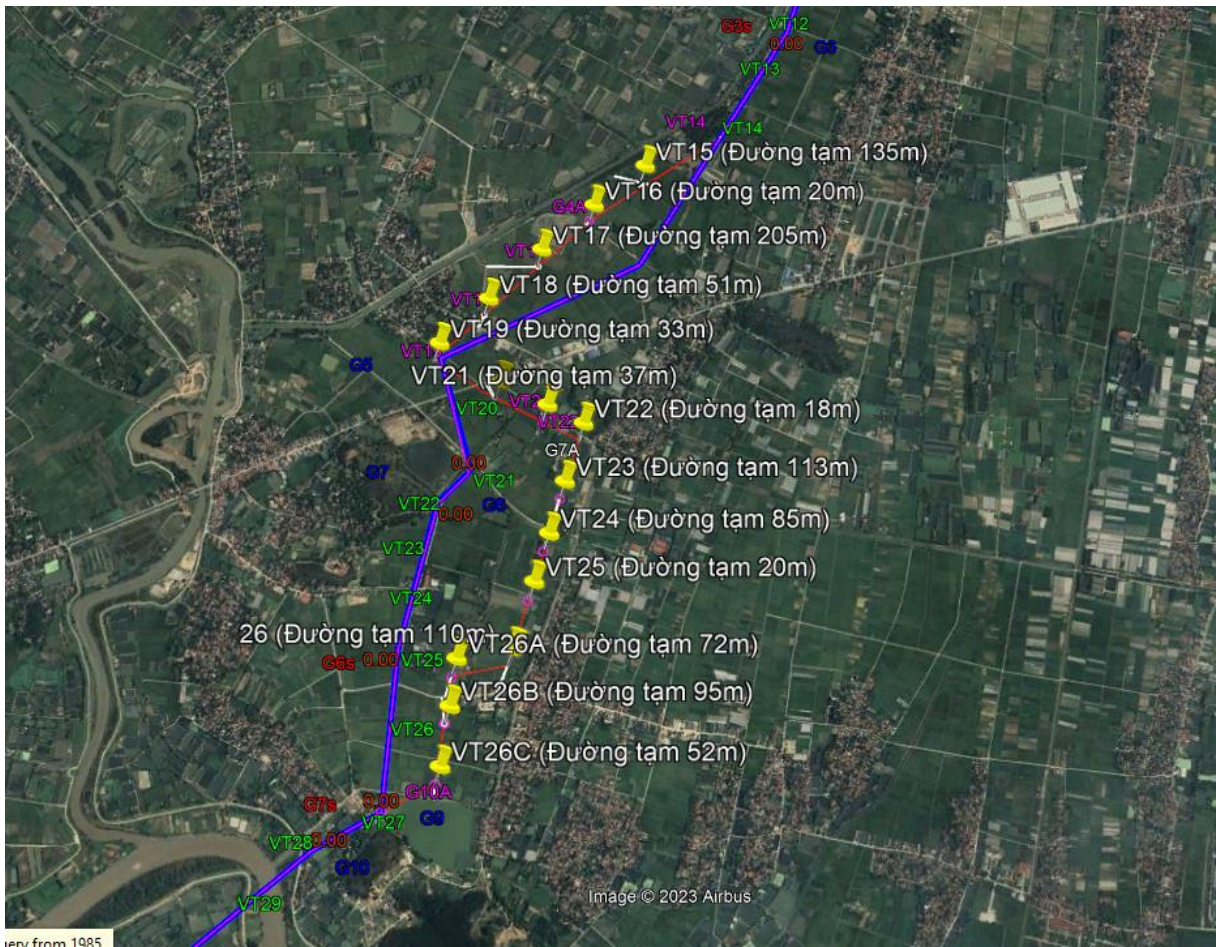 G3s
VT12
0.00
G5
VT13
VT14
VT14
VT15 (Đường tạm 135m)
VT16 (Đường tạm 20m)
G4A
VT17 (Đường tạm 205m)
VT18 (Đường tạm 51m)
VT19 (Đường tạm 33m)
G5
VT21 (Đường tạm 37m)
VT20
VT22 (Đường tạm 18m)
G7A
G7
0.00
VT21
VT23 (Đường tạm 113m)
VT22
0.00
VT24 (Đường tạm 85m)
VT23
VT25 (Đường tạm 20m)
VT24
26 (Đường tạm 110m)
VT26A (Đường tạm 72m)
G6s
0.00
VT25
VT26B (Đường tạm 95m)
VT26
VT26C (Đường tạm 52m)
G10A
G7s
0.00
VT27
G9
VT28
0.00
G10
VT29
Image © 2023 Airbus
from 1985